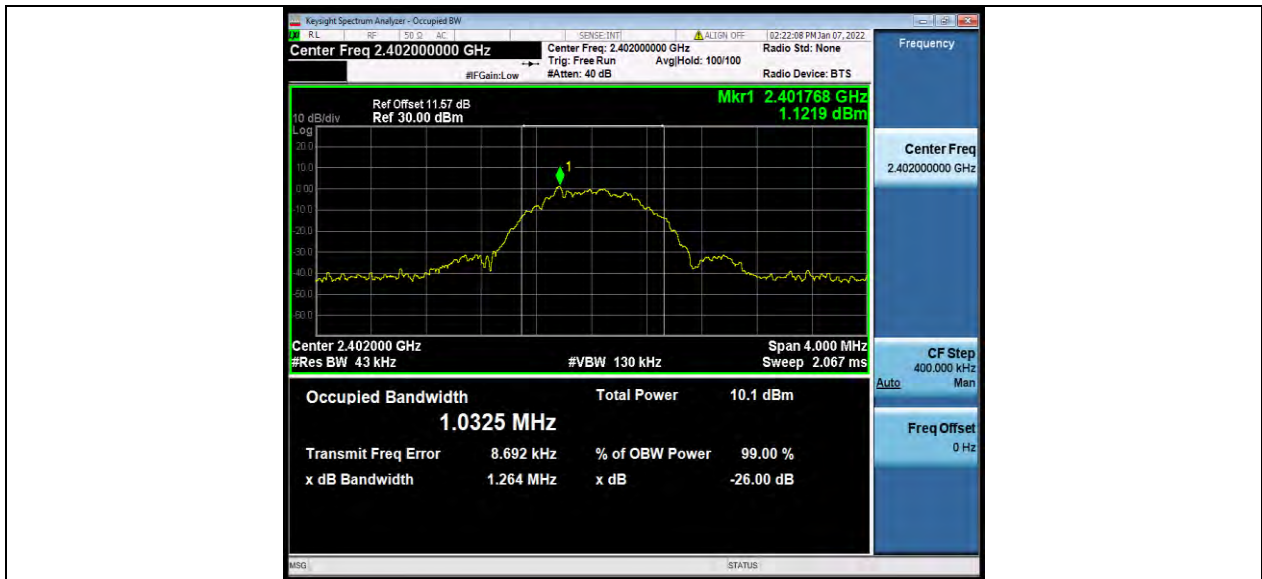 Keysight Spectrum Analyzer - Occupied BW
RL RF 50 Ω AC SENSE:INT ALIGN OFF 02:22:08 PM Jan 07, 2022
Center Freq 2.402000000 GHz
Center Freq: 2.402000000 GHz
Radio Std: None
Trig: Free Run Avg|Hold: 100/100
#IFGain:Low
#Atten: 40 dB
Radio Device: BTS
Frequency
Mkr1 2.401768 GHz
1.1219 dBm
Ref Offset 11.57 dB
10 dB/div Ref 30.00 dBm
Log
20.0
10.0
0.00
-10.0
-20.0
-30.0
-40.0
-50.0
-60.0
1
Center 2.402000 GHz Span 4.000 MHz
#Res BW 43 kHz #VBW 130 kHz Sweep 2.067 ms
Occupied Bandwidth Total Power 10.1 dBm
1.0325 MHz
Transmit Freq Error 8.692 kHz % of OBW Power 99.00 %
x dB Bandwidth 1.264 MHz x dB -26.00 dB
Center Freq
2.402000000 GHz
CF Step
400.000 kHz
Auto Man
Freq Offset
0 Hz
MSG STATUS